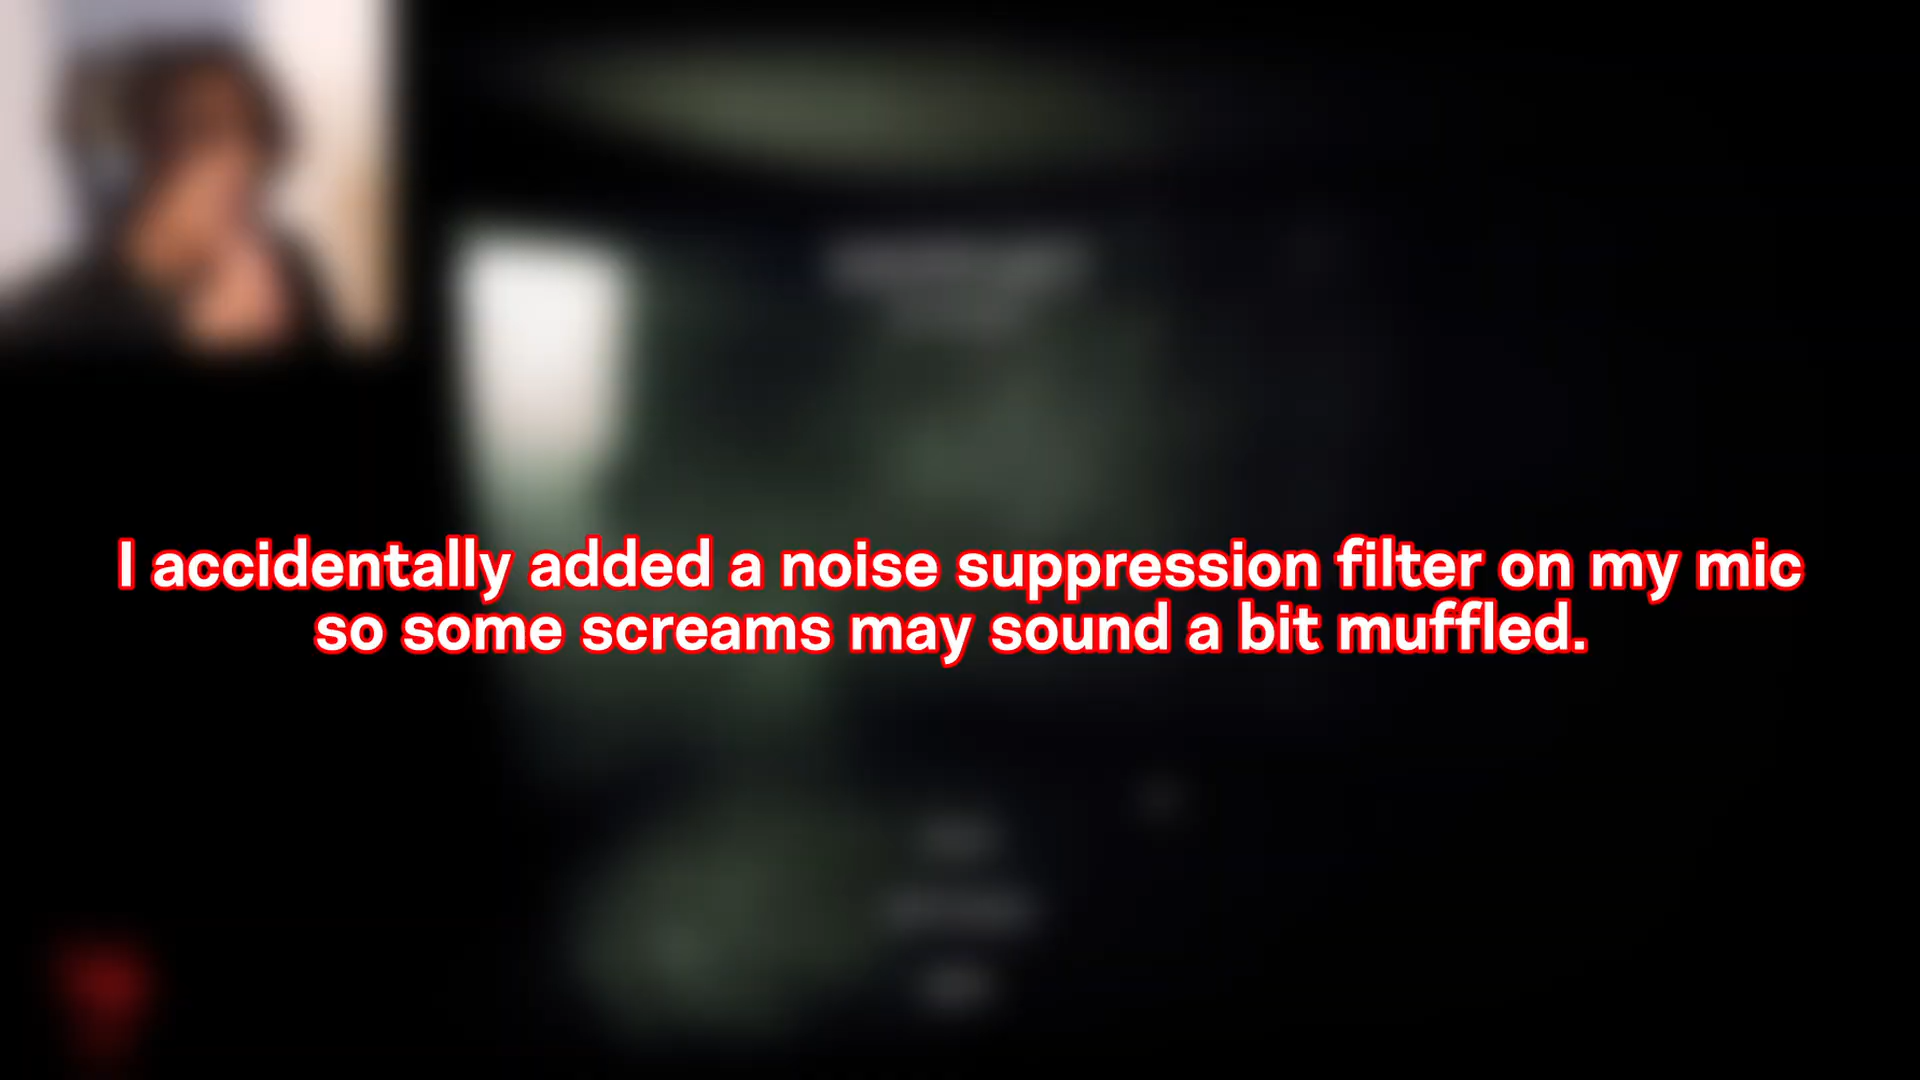 I accidentally added a noise suppression filter on my mic
so some screams may sound a bit muffled.